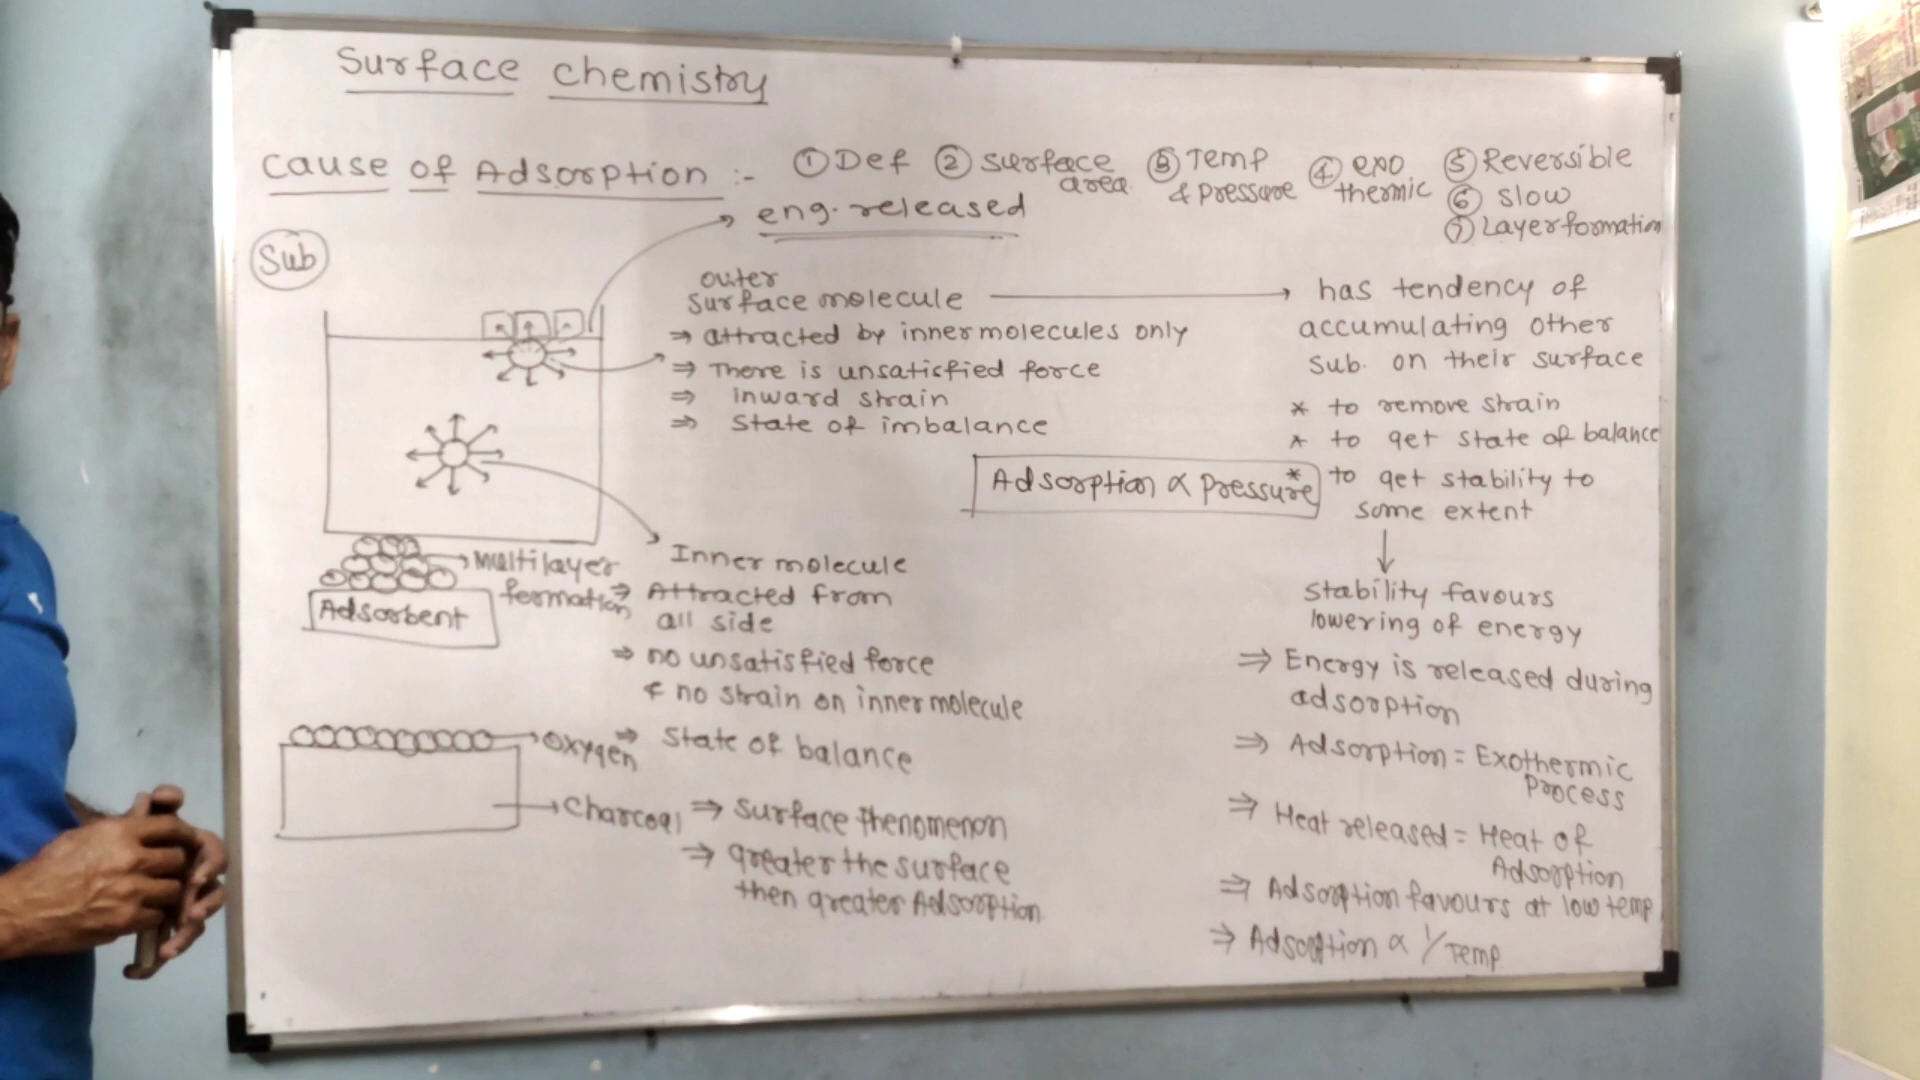 Surface chemistry
Cause of Adsorption :-
① Def ② surface area ③ Temp & pressure ④ exo thermic ⑤ Reversible
⑥ slow
⑦ Layer formation
eng. released
Sub
outer
surface molecule → has tendency of
accumulating other
sub. on their surface
⇒ attracted by inner molecules only
⇒ There is unsatisfied force
⇒ inward strain
⇒ State of imbalance
* to remove strain
* to get state of balance
* to get stability to
some extent
Adsorption ∝ pressure
↓
stability favours
lowering of energy
⇒ Energy is released during
adsorption
⇒ Adsorption = Exothermic
Process
⇒ Heat released = Heat of
Adsorption
⇒ Adsorption favours at low temp
⇒ Adsorption ∝ 1/Temp
Inner molecule
⇒ Attracted from
all side
⇒ no unsatisfied force
& no strain on inner molecule
⇒ State of balance
Multilayer
formation
Adsorbent
oxygen
charcoal
⇒ Surface Phenomenon
⇒ greater the surface
then greater Adsorption